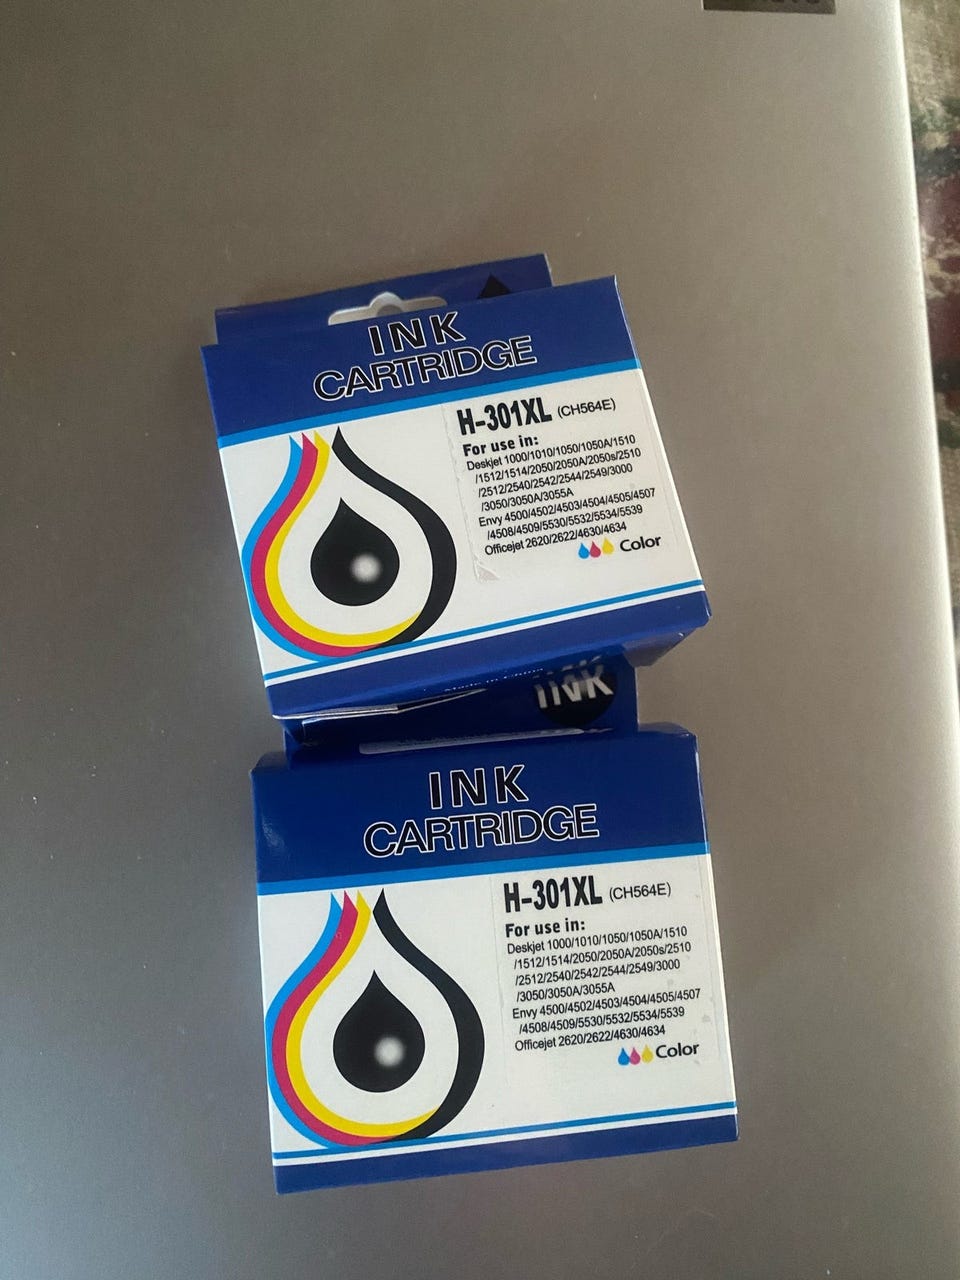 INK
CARTRIDGE
H-301XL (CH564E)
For use in:
Deskjet 1000/1010/1050/1050A/1510
/1512/1514/2050/2050A/2050s/2510
/2512/2540/2542/2544/2549/3000
/3050/3050A/3055A
Envy 4500/4502/4503/4504/4505/4507
/4508/4509/5530/5532/5534/5539
Officejet 2620/2622/4630/4634
Color
Made in China
INK
INK
CARTRIDGE
H-301XL (CH564E)
For use in:
Deskjet 1000/1010/1050/1050A/1510
/1512/1514/2050/2050A/2050s/2510
/2512/2540/2542/2544/2549/3000
/3050/3050A/3055A
Envy 4500/4502/4503/4504/4505/4507
/4508/4509/5530/5532/5534/5539
Officejet 2620/2622/4630/4634
Color